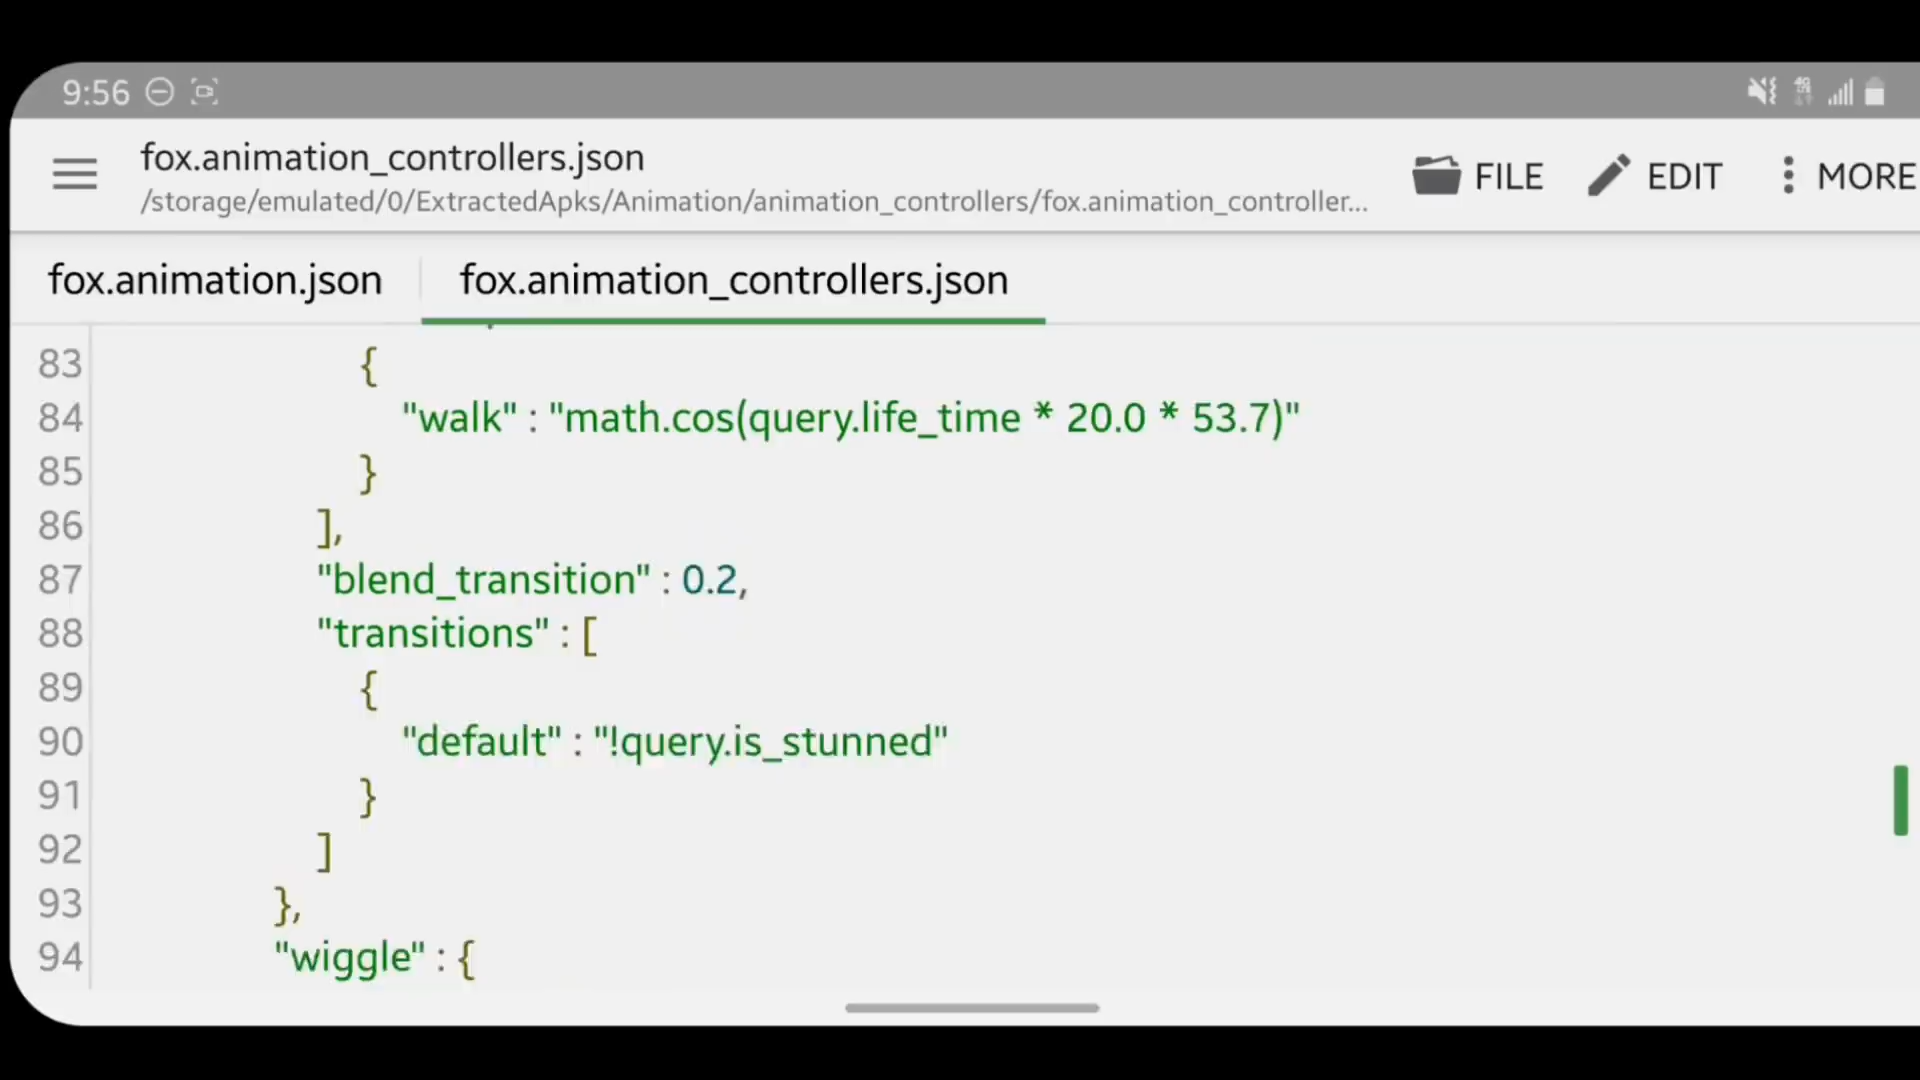 9:56
fox.animation_controllers.json
/storage/emulated/0/ExtractedApks/Animation/animation_controllers/fox.animation_controller...
FILE
EDIT
MORE
fox.animation.json
fox.animation_controllers.json
83 {
84 "walk" : "math.cos(query.life_time * 20.0 * 53.7)"
85 }
86 ],
87 "blend_transition" : 0.2,
88 "transitions" : [
89 {
90 "default" : "!query.is_stunned"
91 }
92 ]
93 },
94 "wiggle" : {